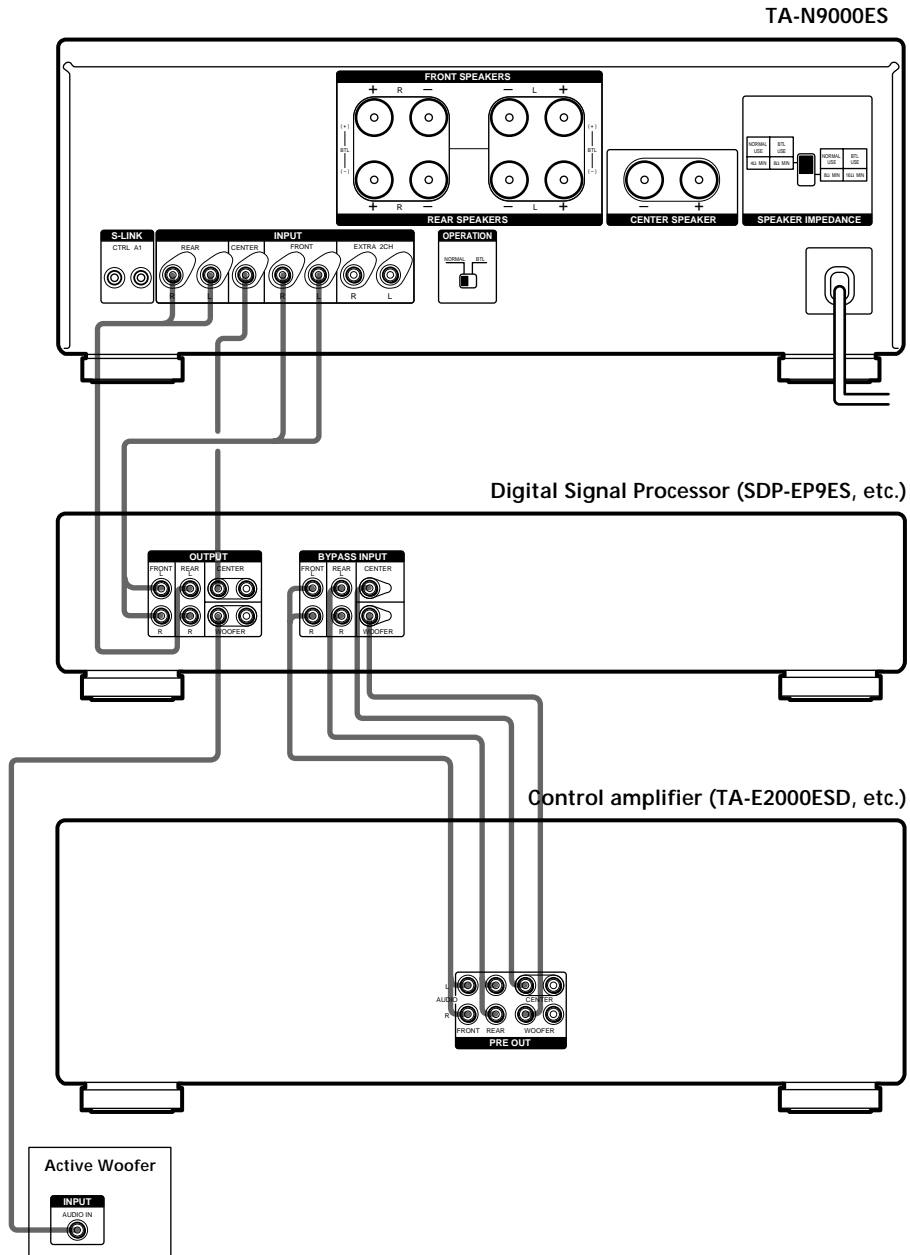 TA-N9000ES
FRONT SPEAKERS
+ R − − L +
(+) BTL (−)
(+) BTL (−)
+ R − − L +
REAR SPEAKERS
− +
CENTER SPEAKER
NORMAL USE BTL USE
4Ω MIN 8Ω MIN
NORMAL USE BTL USE
8Ω MIN 16Ω MIN
SPEAKER IMPEDANCE
S-LINK
CTRL A1
INPUT
REAR CENTER FRONT EXTRA 2CH
R L R L R L
OPERATION
NORMAL BTL
Digital Signal Processor (SDP-EP9ES, etc.)
OUTPUT
FRONT REAR CENTER
L L
R R WOOFER
BYPASS INPUT
FRONT REAR CENTER
L L
R R WOOFER
Control amplifier (TA-E2000ESD, etc.)
L
AUDIO CENTER
R
FRONT REAR WOOFER
PRE OUT
Active Woofer
INPUT
AUDIO IN